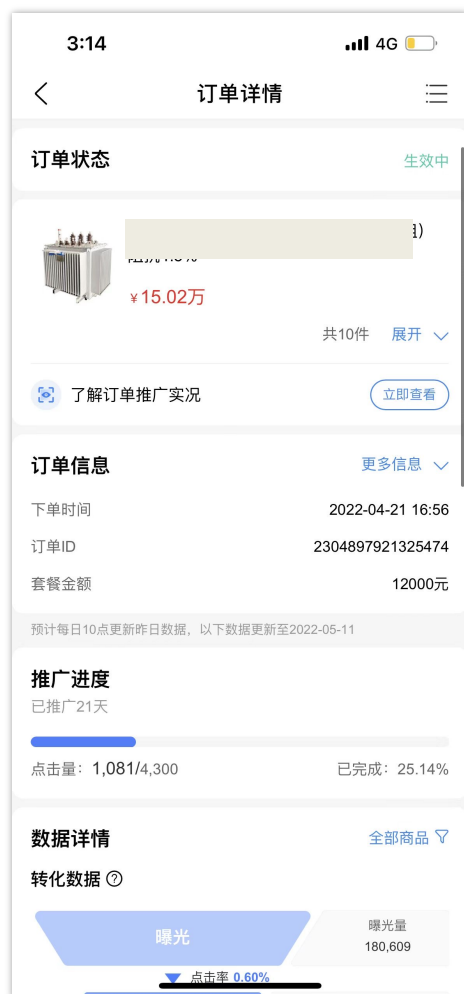 3:14 4G
订单详情
订单状态 生效中
¥15.02万
共10件 展开
了解订单推广实况 立即查看
订单信息 更多信息
下单时间 2022-04-21 16:56
订单ID 2304897921325474
套餐金额 12000元
预计每日10点更新昨日数据，以下数据更新至2022-05-11
推广进度
已推广21天
点击量：1,081/4,300 已完成：25.14%
数据详情 全部商品
转化数据 ?
曝光 曝光量
180,609
点击率 0.60%